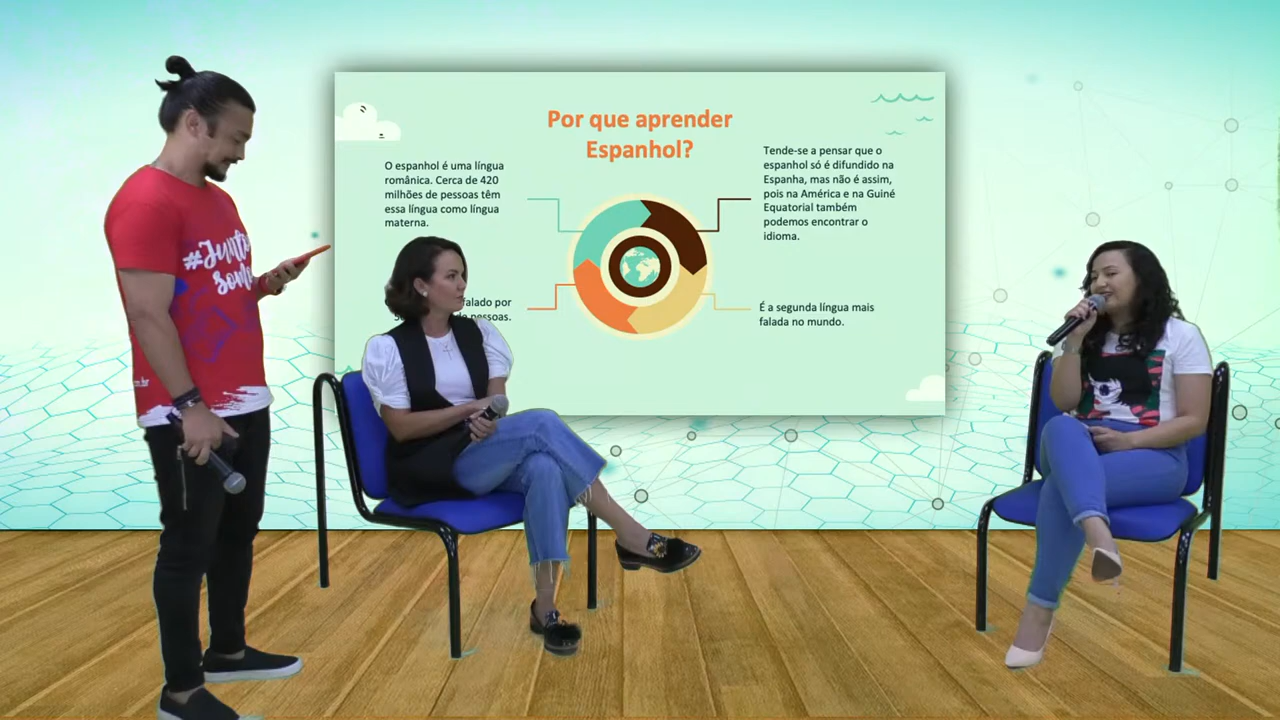 Por que aprender
Espanhol?
O espanhol é uma língua
românica. Cerca de 420
milhões de pessoas têm
essa língua como língua
materna.
Tende-se a pensar que o
espanhol só é difundido na
Espanha, mas não é assim,
pois na América e na Guiné
Equatorial também
podemos encontrar o
idioma.
falado por
pessoas.
É a segunda língua mais
falada no mundo.
#Junto
Somo